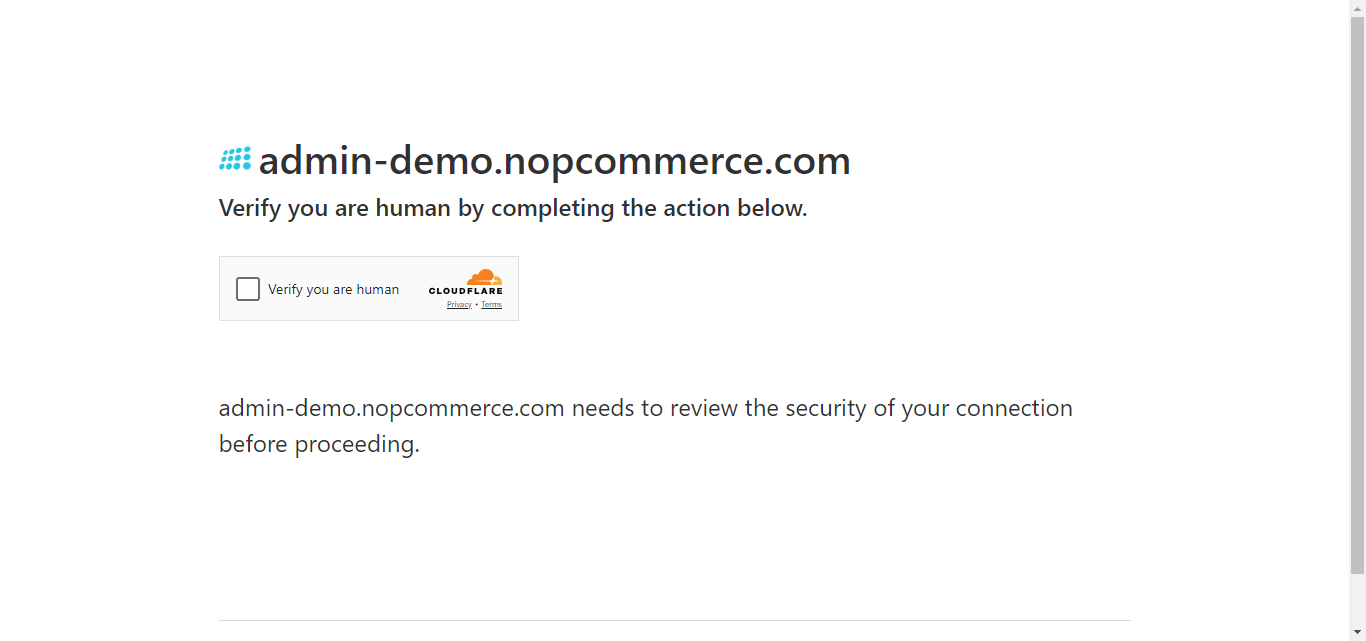 admin-demo.nopcommerce.com
Verify you are human by completing the action below.
Verify you are human
CLOUDFLARE
Privacy • Terms
admin-demo.nopcommerce.com needs to review the security of your connection
before proceeding.